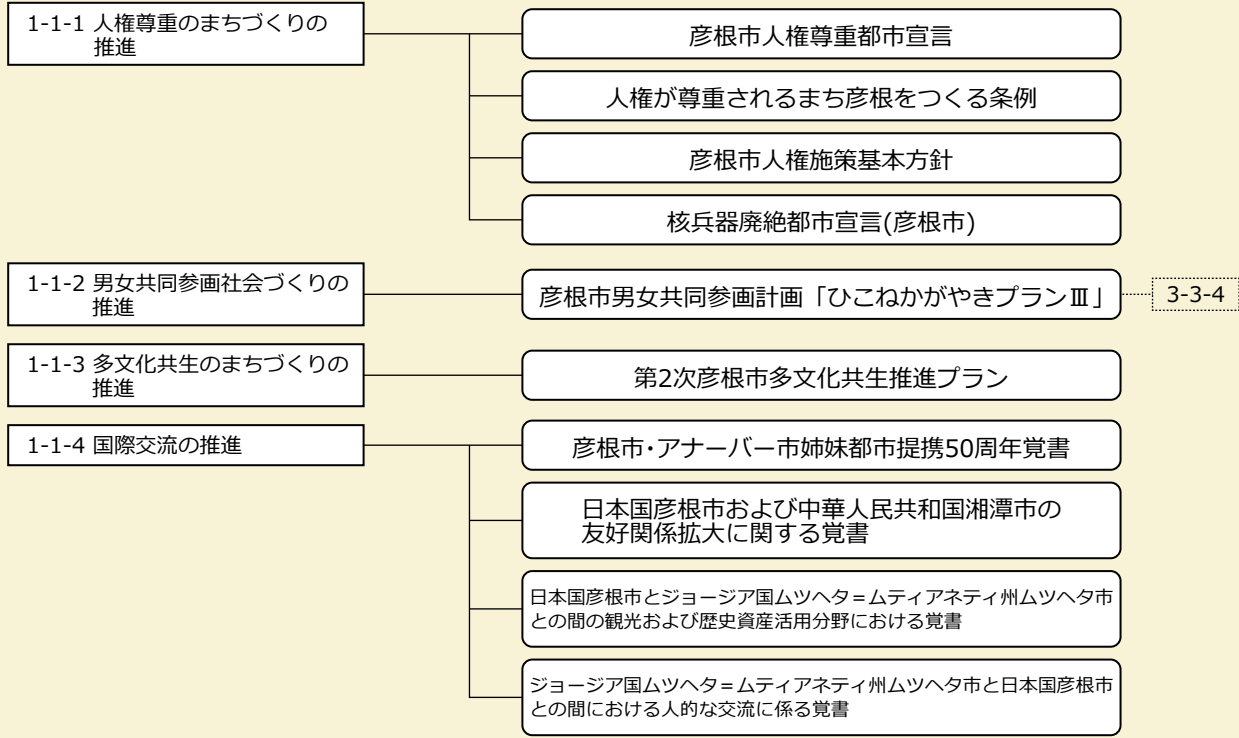 1-1-1 人権尊重のまちづくりの
推進
彦根市人権尊重都市宣言
人権が尊重されるまち彦根をつくる条例
彦根市人権施策基本方針
核兵器廃絶都市宣言(彦根市)
1-1-2 男女共同参画社会づくりの
推進
彦根市男女共同参画計画「ひこねかがやきプランⅢ」
3-3-4
1-1-3 多文化共生のまちづくりの
推進
第2次彦根市多文化共生推進プラン
1-1-4 国際交流の推進
彦根市・アナーバー市姉妹都市提携50周年覚書
日本国彦根市および中華人民共和国湘潭市の
友好関係拡大に関する覚書
日本国彦根市とジョージア国ムツヘタ=ムティアネティ州ムツヘタ市
との間の観光および歴史資産活用分野における覚書
ジョージア国ムツヘタ=ムティアネティ州ムツヘタ市と日本国彦根市
との間における人的な交流に係る覚書